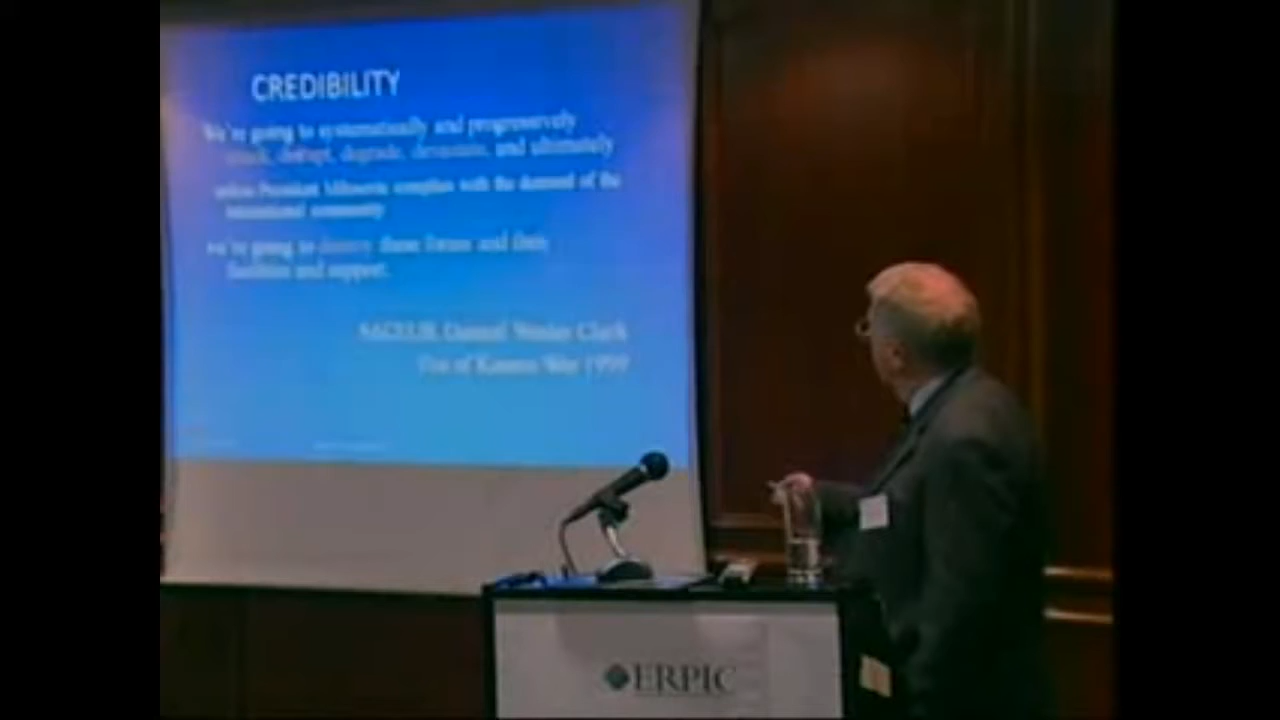 CREDIBILITY
We're going to systematically and progressively
attack, disrupt, degrade, devastate, and ultimately
unless President Milosevic complies with the demand of the
international community
we're going to destroy these forces and their
facilities and support.
SACEUR General Wesley Clark
of Kosovo War 1999
ERPIC